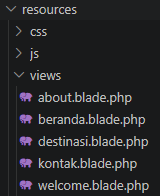 resources
css
js
views
about.blade.php
beranda.blade.php
destinasi.blade.php
kontak.blade.php
welcome.blade.php